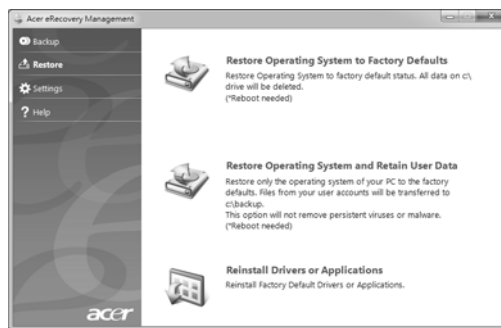 Acer eRecovery Management
Backup
Restore
Settings
Help
Restore Operating System to Factory Defaults
Restore Operating System to factory default status. All data on c:\
drive will be deleted.
(*Reboot needed)
Restore Operating System and Retain User Data
Restore only the operating system of your PC to the factory
defaults. Files from your user accounts will be transferred to
c:\backup.
This option will not remove persistent viruses or malware.
(*Reboot needed)
Reinstall Drivers or Applications
Reinstall Factory Default Drivers or Applications.
acer